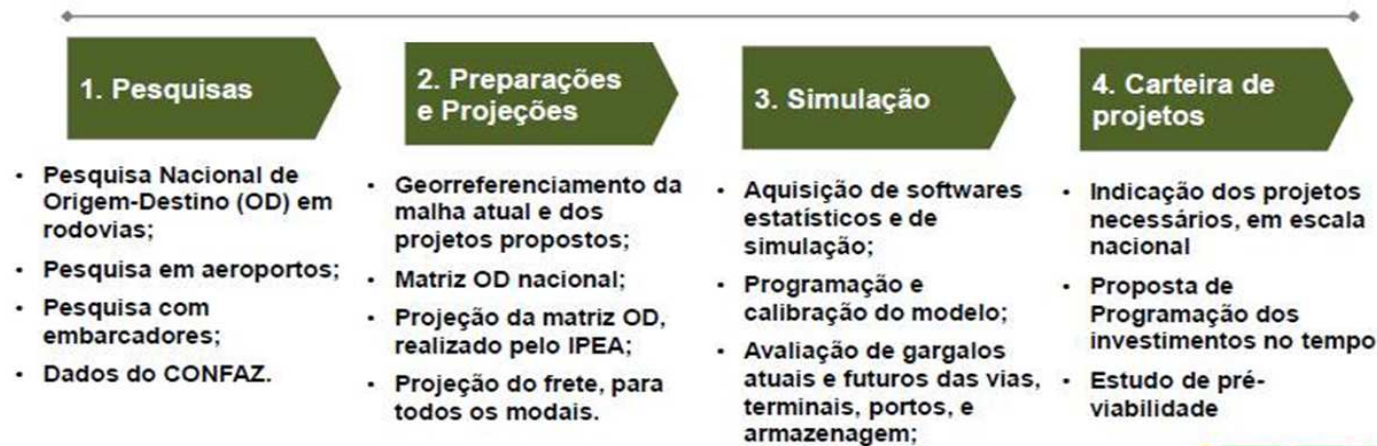 1. Pesquisas
• Pesquisa Nacional de
Origem-Destino (OD) em
rodovias;
• Pesquisa em aeroportos;
• Pesquisa com
embarcadores;
• Dados do CONFAZ.
2. Preparações
e Projeções
• Georreferenciamento da
malha atual e dos
projetos propostos;
• Matriz OD nacional;
• Projeção da matriz OD,
realizado pelo IPEA;
• Projeção do frete, para
todos os modais.
3. Simulação
• Aquisição de softwares
estatísticos e de
simulação;
• Programação e
calibração do modelo;
• Avaliação de gargalos
atuais e futuros das vias,
terminais, portos, e
armazenagem;
4. Carteira de
projetos
• Indicação dos projetos
necessários, em escala
nacional
• Proposta de
Programação dos
investimentos no tempo
• Estudo de pré-
viabilidade